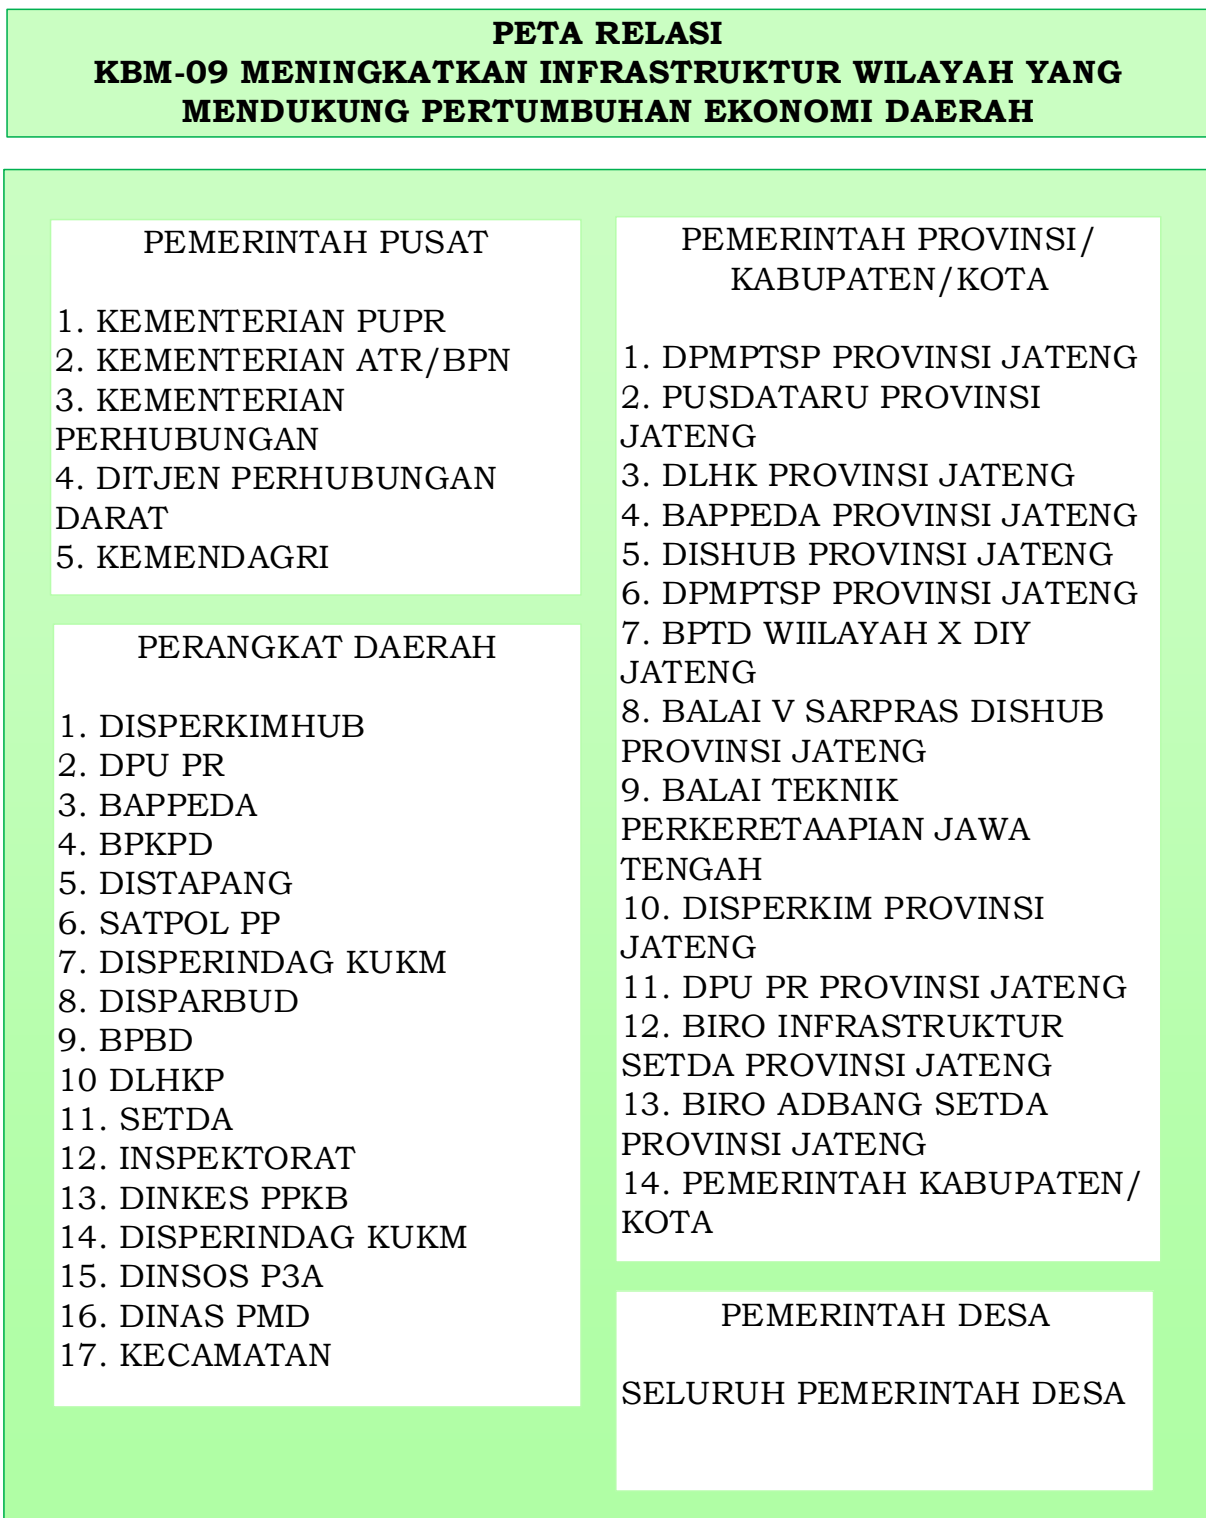 PETA RELASI
KBM-09 MENINGKATKAN INFRASTRUKTUR WILAYAH YANG
MENDUKUNG PERTUMBUHAN EKONOMI DAERAH
PEMERINTAH PUSAT
1. KEMENTERIAN PUPR
2. KEMENTERIAN ATR/BPN
3. KEMENTERIAN
PERHUBUNGAN
4. DITJEN PERHUBUNGAN
DARAT
5. KEMENDAGRI
PERANGKAT DAERAH
1. DISPERKIMHUB
2. DPU PR
3. BAPPEDA
4. BPKPD
5. DISTAPANG
6. SATPOL PP
7. DISPERINDAG KUKM
8. DISPARBUD
9. BPBD
10 DLHKP
11. SETDA
12. INSPEKTORAT
13. DINKES PPKB
14. DISPERINDAG KUKM
15. DINSOS P3A
16. DINAS PMD
17. KECAMATAN
PEMERINTAH PROVINSI/
KABUPATEN/KOTA
1. DPMPTSP PROVINSI JATENG
2. PUSDATARU PROVINSI
JATENG
3. DLHK PROVINSI JATENG
4. BAPPEDA PROVINSI JATENG
5. DISHUB PROVINSI JATENG
6. DPMPTSP PROVINSI JATENG
7. BPTD WIILAYAH X DIY
JATENG
8. BALAI V SARPRAS DISHUB
PROVINSI JATENG
9. BALAI TEKNIK
PERKERETAAPIAN JAWA
TENGAH
10. DISPERKIM PROVINSI
JATENG
11. DPU PR PROVINSI JATENG
12. BIRO INFRASTRUKTUR
SETDA PROVINSI JATENG
13. BIRO ADBANG SETDA
PROVINSI JATENG
14. PEMERINTAH KABUPATEN/
KOTA
PEMERINTAH DESA
SELURUH PEMERINTAH DESA